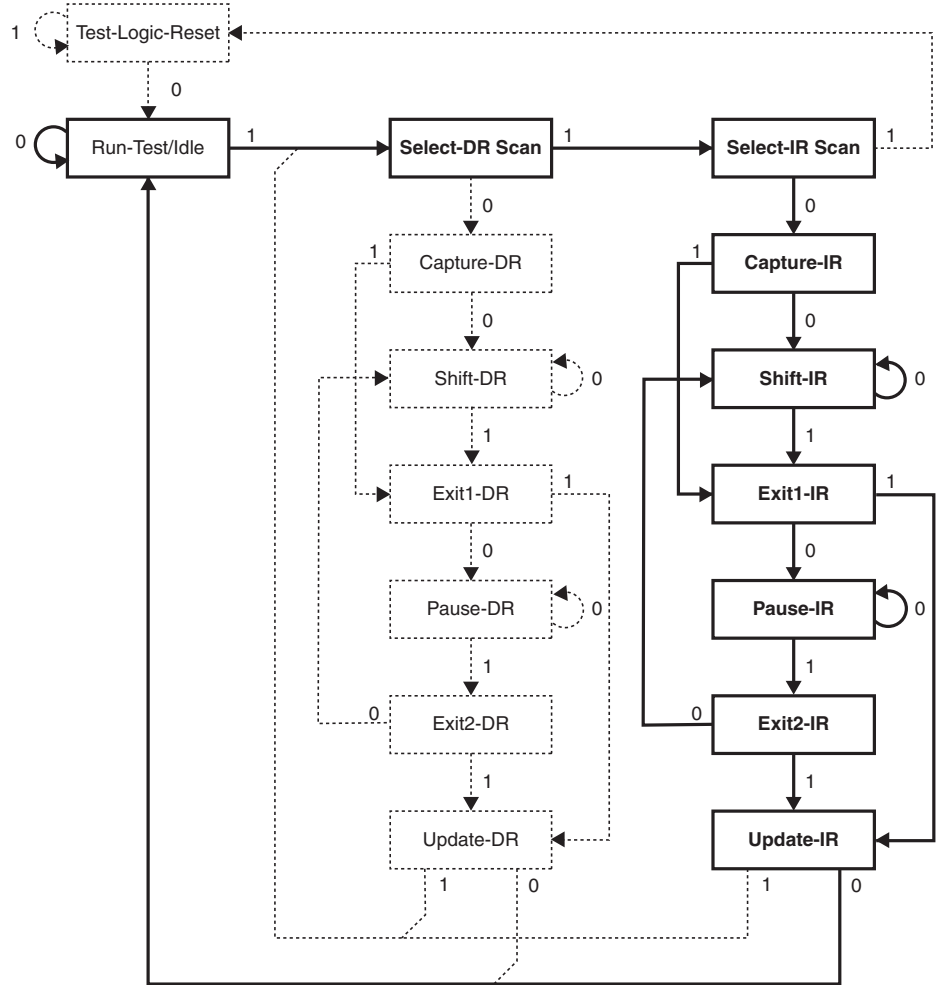 1
Test-Logic-Reset
0
0
Run-Test/Idle
1
Select-DR Scan
1
Select-IR Scan
1
0
0
1
Capture-DR
1
Capture-IR
0
0
Shift-DR
0
Shift-IR
0
1
1
Exit1-DR
1
Exit1-IR
1
0
0
Pause-DR
0
Pause-IR
0
1
1
0
Exit2-DR
0
Exit2-IR
1
1
Update-DR
Update-IR
1
0
1
0